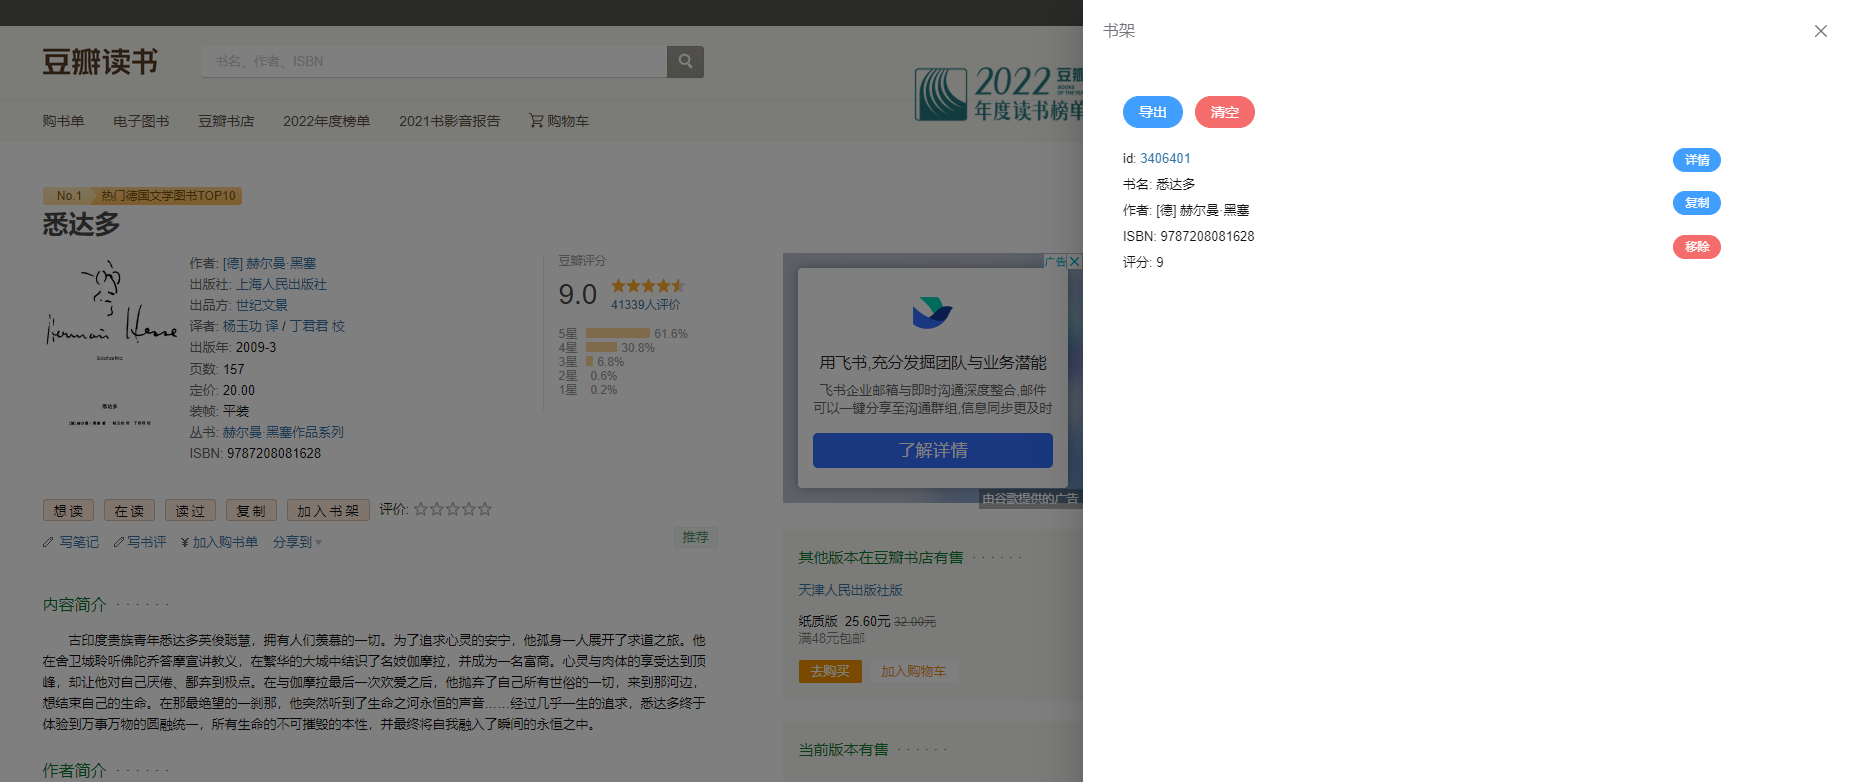 豆瓣读书
书名、作者、ISBN
2022 豆瓣
BOOKS
OF THE YEAR
年度读书榜单
购书单 电子图书 豆瓣书店 2022年度榜单 2021书影音报告 购物车
No.1 热门德国文学图书TOP10
悉达多
Hermann Hesse
Siddhartha
悉达多
作者: [德] 赫尔曼·黑塞
出版社: 上海人民出版社
出品方: 世纪文景
译者: 杨玉功 译 / 丁君君 校
出版年: 2009-3
页数: 157
定价: 20.00
装帧: 平装
丛书: 赫尔曼·黑塞作品系列
ISBN: 9787208081628
豆瓣评分
9.0
41339人评价
5星 61.6%
4星 30.8%
3星 6.8%
2星 0.6%
1星 0.2%
想读 在读 读过 复制 加入书架 评价:
写笔记 写书评 ¥加入购书单 分享到
推荐
内容简介 · · · · · ·
古印度贵族青年悉达多英俊聪慧，拥有人们羡慕的一切。为了追求心灵的安宁，他孤身一人展开了求道之旅。他
在舍卫城聆听佛陀乔答摩宣讲教义，在繁华的大城中结识了名妓伽摩拉，并成为一名富商。心灵与肉体的享受达到顶
峰，却让他对自己厌倦、鄙弃到极点。在与伽摩拉最后一次欢爱之后，他抛弃了自己所有世俗的一切，来到那河边，
想结束自己的生命。在那最绝望的一刹那，他突然听到了生命之河永恒的声音……经过几乎一生的追求，悉达多终于
体验到万事万物的圆融统一，所有生命的不可摧毁的本性，并最终将自我融入了瞬间的永恒之中。
作者简介 · · · · · ·
广告
用飞书,充分发掘团队与业务潜能
飞书企业邮箱与即时沟通深度整合,邮件
可以一键分享至沟通群组,信息同步更及时
了解详情
由谷歌提供的广告
其他版本在豆瓣书店有售 · · · · · ·
天津人民出版社版
纸质版 25.60元 32.00元
满48元包邮
去购买 加入购物车
当前版本有售 · · · · · ·
书架
导出 清空
id: 3406401
书名: 悉达多
作者: [德] 赫尔曼·黑塞
ISBN: 9787208081628
评分: 9
详情
复制
移除